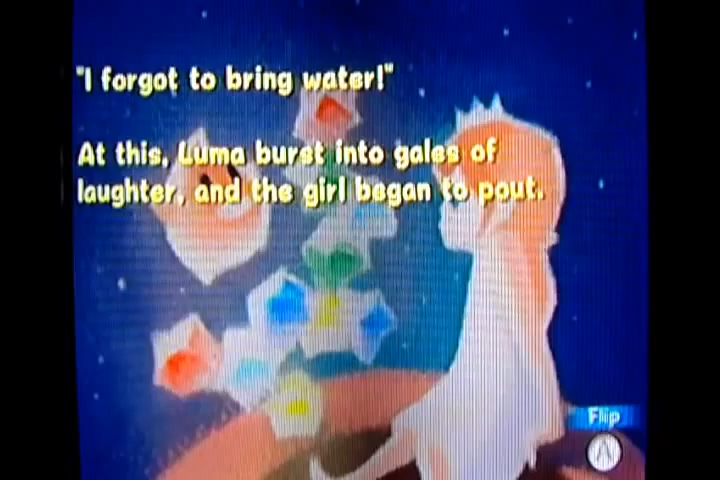 "I forgot to bring water!"
At this, Luma burst into gales of
laughter, and the girl began to pout.
Flip
A